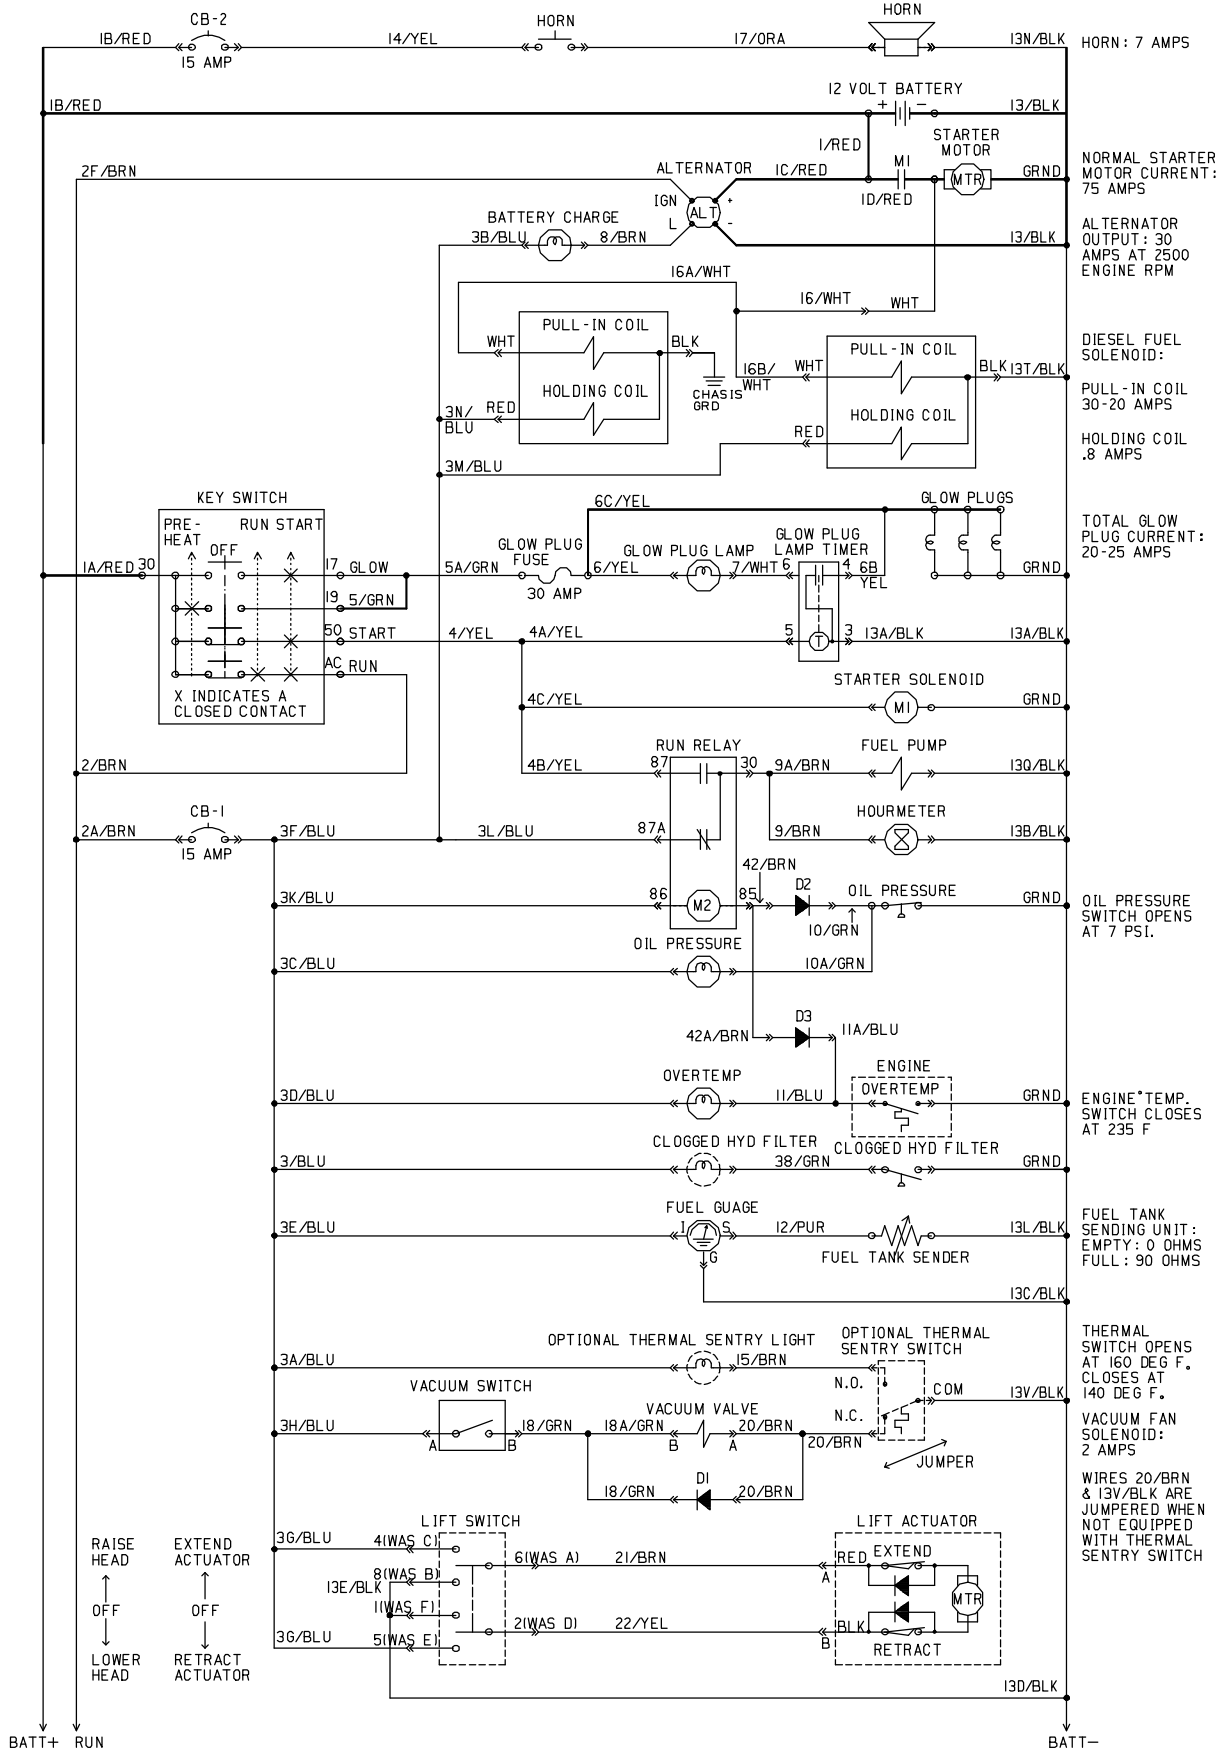 CB-2
HORN
HORN
1B/RED
14/YEL
17/ORA
13N/BLK
HORN: 7 AMPS
15 AMP
12 VOLT BATTERY
1B/RED
+
−
13/BLK
STARTER
MOTOR
1/RED
M1
NORMAL STARTER
MOTOR CURRENT:
75 AMPS
2F/BRN
ALTERNATOR
1C/RED
MTR
GRND
1D/RED
IGN
+
ALT
L
-
BATTERY CHARGE
3B/BLU
8/BRN
13/BLK
ALTERNATOR
OUTPUT: 30
AMPS AT 2500
ENGINE RPM
16A/WHT
16/WHT
WHT
PULL-IN COIL
WHT
BLK
HOLDING COIL
CHASIS
GRD
3N/
BLU
RED
PULL-IN COIL
16B/
WHT
WHT
BLK
13T/BLK
HOLDING COIL
RED
DIESEL FUEL
SOLENOID:
PULL-IN COIL
30-20 AMPS
HOLDING COIL
.8 AMPS
3M/BLU
KEY SWITCH
PRE-
HEAT
OFF
RUN START
6C/YEL
GLOW PLUGS
TOTAL GLOW
PLUG CURRENT:
20-25 AMPS
1A/RED
30
17
GLOW
5A/GRN
GLOW PLUG
FUSE
30 AMP
6/YEL
GLOW PLUG LAMP
7/WHT
GLOW PLUG
LAMP TIMER
6
4
6B
YEL
GRND
19
5/GRN
50
START
4/YEL
4A/YEL
5
T
3
13A/BLK
13A/BLK
AC
RUN
X INDICATES A
CLOSED CONTACT
STARTER SOLENOID
4C/YEL
M1
GRND
RUN RELAY
FUEL PUMP
2/BRN
4B/YEL
87
30
9A/BRN
13Q/BLK
CB-1
HOURMETER
2A/BRN
3F/BLU
3L/BLU
87A
9/BRN
13B/BLK
15 AMP
42/BRN
3K/BLU
86
M2
85
D2
OIL PRESSURE
GRND
10/GRN
OIL PRESSURE
SWITCH OPENS
AT 7 PSI.
OIL PRESSURE
3C/BLU
10A/GRN
D3
42A/BRN
11A/BLU
ENGINE
OVERTEMP
OVERTEMP
3D/BLU
11/BLU
GRND
ENGINE°TEMP.
SWITCH CLOSES
AT 235 F
CLOGGED HYD FILTER
CLOGGED HYD FILTER
3/BLU
38/GRN
GRND
FUEL GUAGE
3E/BLU
I
S
12/PUR
13L/BLK
G
FUEL TANK SENDER
FUEL TANK
SENDING UNIT:
EMPTY: 0 OHMS
FULL: 90 OHMS
13C/BLK
OPTIONAL THERMAL SENTRY LIGHT
OPTIONAL THERMAL
SENTRY SWITCH
3A/BLU
15/BRN
N.O.
COM
13V/BLK
N.C.
THERMAL
SWITCH OPENS
AT 160 DEG F.
CLOSES AT
140 DEG F.
VACUUM SWITCH
VACUUM VALVE
3H/BLU
A
B
18/GRN
18A/GRN
B
A
20/BRN
20/BRN
JUMPER
VACUUM FAN
SOLENOID:
2 AMPS
18/GRN
D1
20/BRN
WIRES 20/BRN
& 13V/BLK ARE
JUMPERED WHEN
NOT EQUIPPED
WITH THERMAL
SENTRY SWITCH
RAISE
HEAD
OFF
LOWER
HEAD
EXTEND
ACTUATOR
OFF
RETRACT
ACTUATOR
LIFT SWITCH
LIFT ACTUATOR
3G/BLU
4(WAS C)
6(WAS A)
21/BRN
A
RED
EXTEND
8(WAS B)
13E/BLK
1(WAS F)
MTR
2(WAS D)
22/YEL
B
BLK
3G/BLU
5(WAS E)
RETRACT
13D/BLK
BATT+
RUN
BATT−